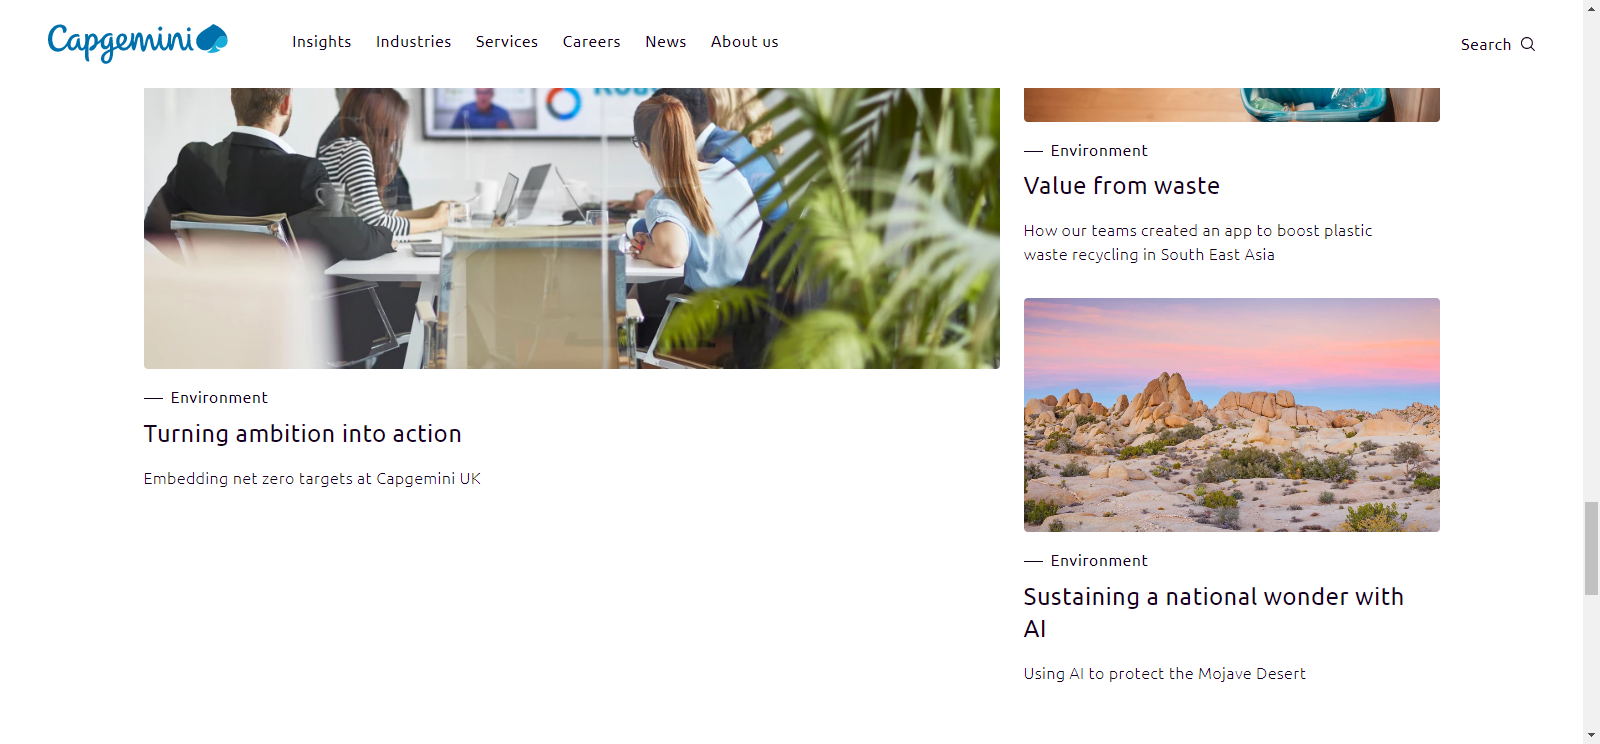 Capgemini
Insights Industries Services Careers News About us
Search
Environment
Turning ambition into action
Embedding net zero targets at Capgemini UK
Environment
Value from waste
How our teams created an app to boost plastic
waste recycling in South East Asia
Environment
Sustaining a national wonder with
AI
Using AI to protect the Mojave Desert